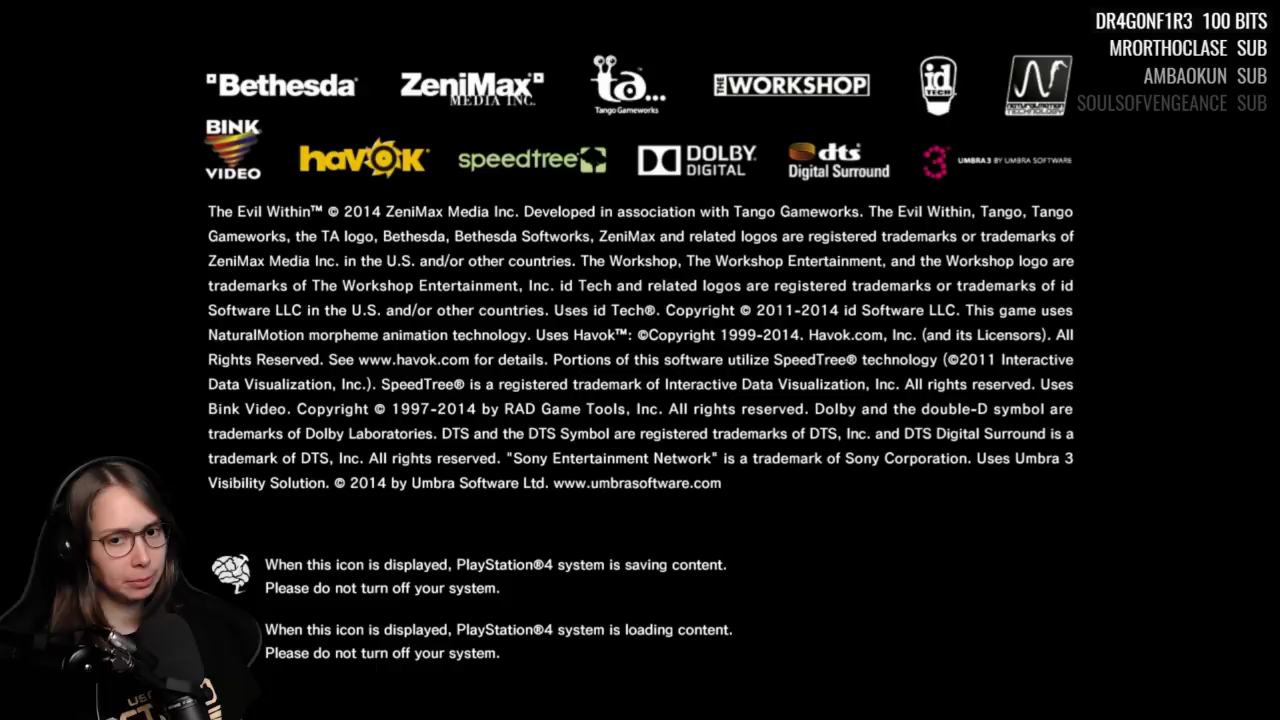 DR4G0NF1R3 100 BITS
MRORTHOCLASE SUB
AMBAOKUN SUB
SOULSOFVENGEANCE SUB
Bethesda ZeniMax MEDIA INC. ta... Tango Gameworks THE WORKSHOP id TECH NATURALMOTION TECHNOLOGY
BINK VIDEO havok speedtree DOLBY DIGITAL dts Digital Surround 3 UMBRA 3 BY UMBRA SOFTWARE
The Evil Within™ © 2014 ZeniMax Media Inc. Developed in association with Tango Gameworks. The Evil Within, Tango, Tango
Gameworks, the TA logo, Bethesda, Bethesda Softworks, ZeniMax and related logos are registered trademarks or trademarks of
ZeniMax Media Inc. in the U.S. and/or other countries. The Workshop, The Workshop Entertainment, and the Workshop logo are
trademarks of The Workshop Entertainment, Inc. id Tech and related logos are registered trademarks or trademarks of id
Software LLC in the U.S. and/or other countries. Uses id Tech®. Copyright © 2011-2014 id Software LLC. This game uses
NaturalMotion morpheme animation technology. Uses Havok™: ©Copyright 1999-2014. Havok.com, Inc. (and its Licensors). All
Rights Reserved. See www.havok.com for details. Portions of this software utilize SpeedTree® technology (©2011 Interactive
Data Visualization, Inc.). SpeedTree® is a registered trademark of Interactive Data Visualization, Inc. All rights reserved. Uses
Bink Video. Copyright © 1997-2014 by RAD Game Tools, Inc. All rights reserved. Dolby and the double-D symbol are
trademarks of Dolby Laboratories. DTS and the DTS Symbol are registered trademarks of DTS, Inc. and DTS Digital Surround is a
trademark of DTS, Inc. All rights reserved. "Sony Entertainment Network" is a trademark of Sony Corporation. Uses Umbra 3
Visibility Solution. © 2014 by Umbra Software Ltd. www.umbrasoftware.com
When this icon is displayed, PlayStation®4 system is saving content.
Please do not turn off your system.
When this icon is displayed, PlayStation®4 system is loading content.
Please do not turn off your system.